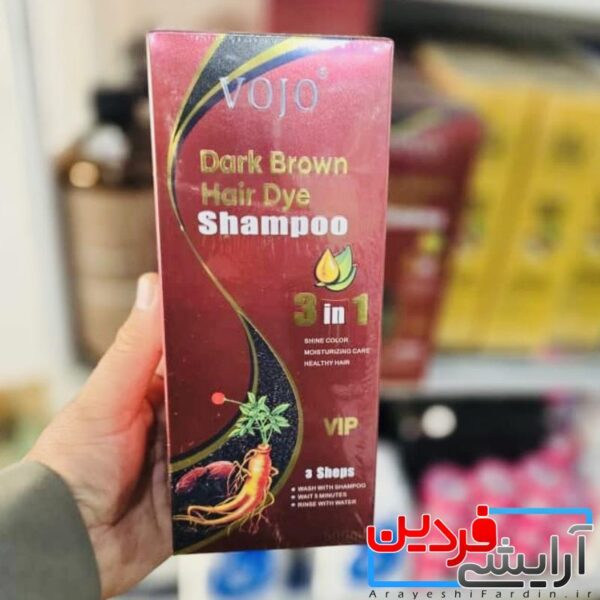 VOJO®
Dark Brown
Hair Dye
Shampoo
3 in 1
SHINE COLOR
MOISTURIZING CARE
HEALTHY HAIR
VIP
3 Sheps
WASH WITH SHAMPOO
WAIT 5 MINUTES
RINSE WITH WATER
آرایشی فردین
ArayeshiFardin.ir